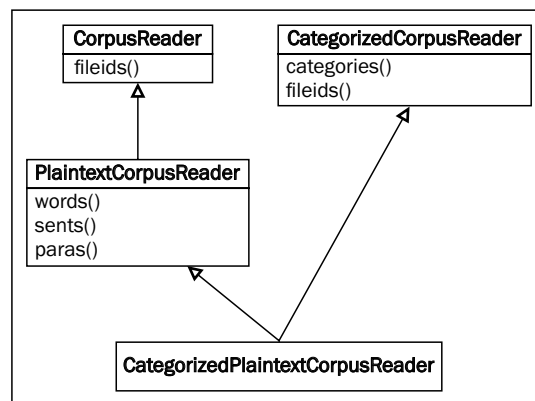 CorpusReader
fileids()
CategorizedCorpusReader
categories()
fileids()
PlaintextCorpusReader
words()
sents()
paras()
CategorizedPlaintextCorpusReader